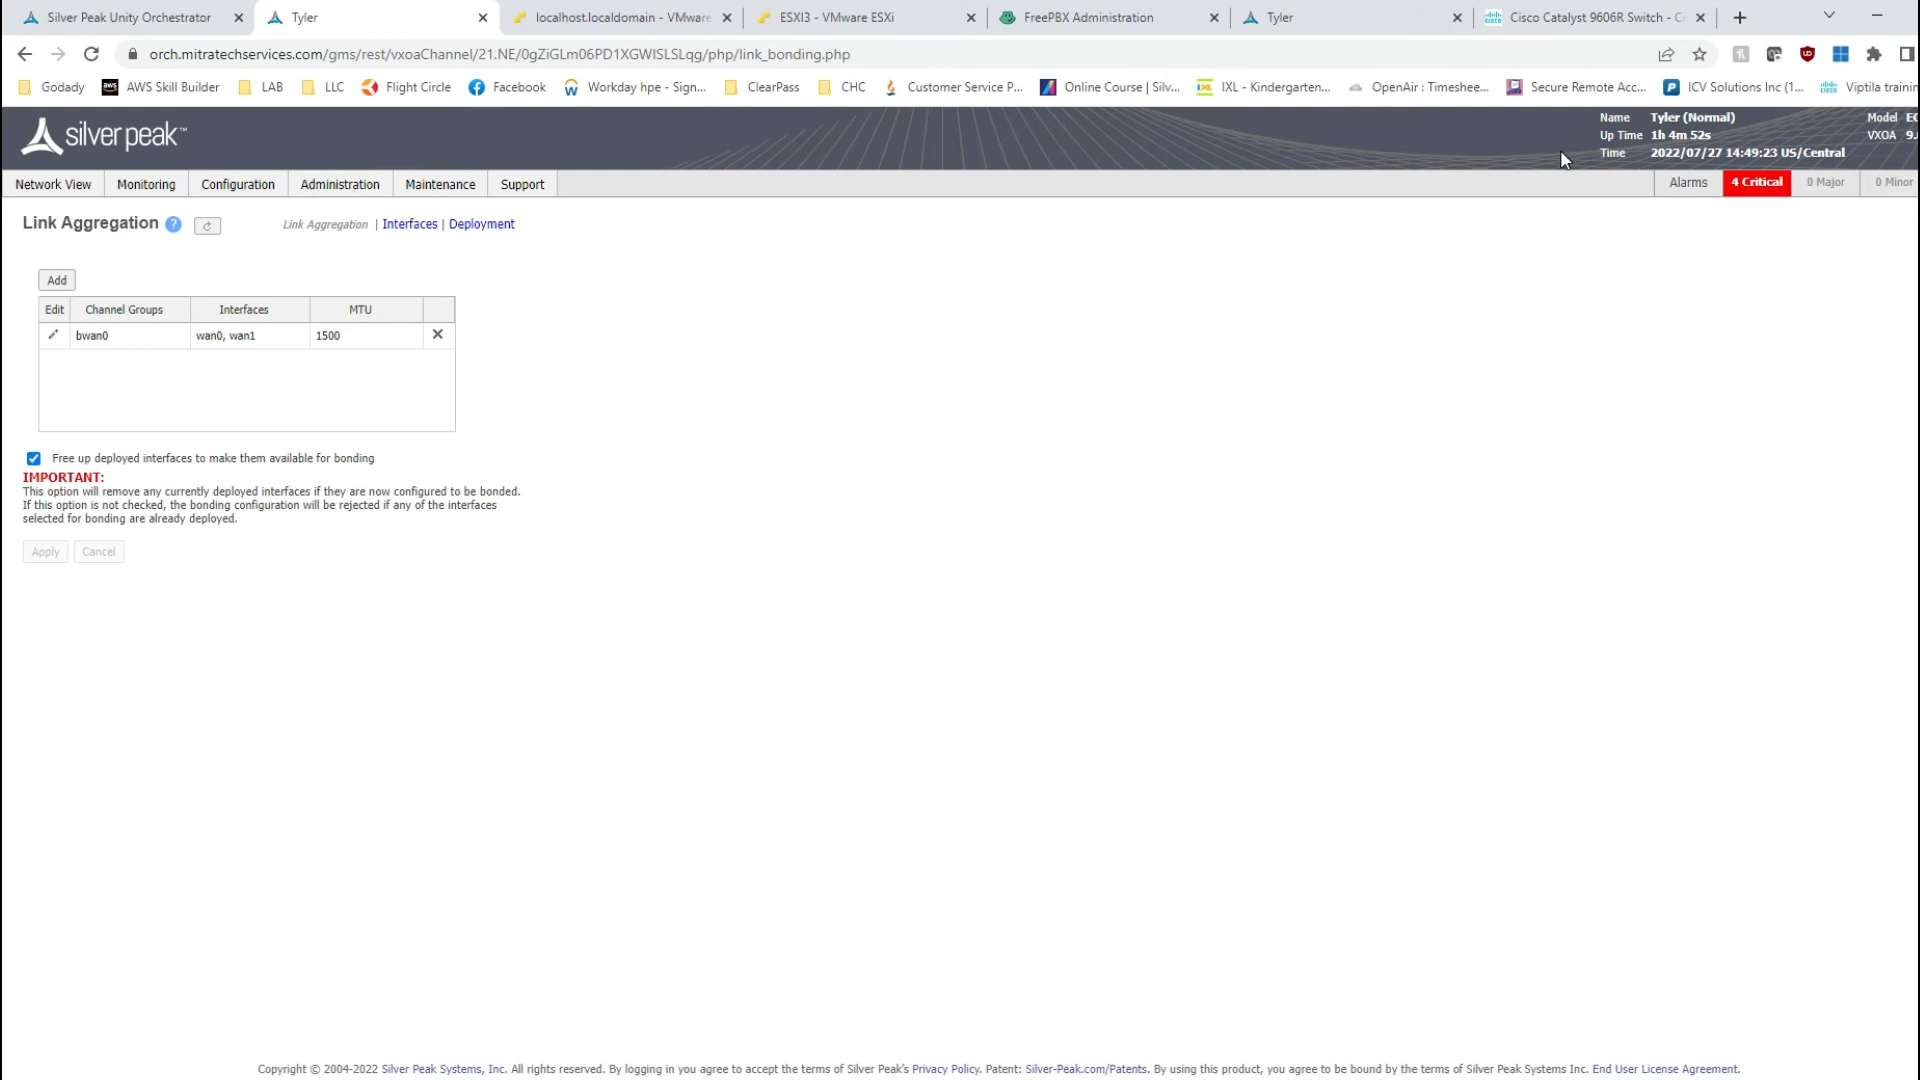 Silver Peak Unity Orchestrator
Tyler
localhost.localdomain - VMware
ESXI3 - VMware ESXi
FreePBX Administration
Tyler
Cisco Catalyst 9606R Switch - Ci
orch.mitratechservices.com/gms/rest/vxoaChannel/21.NE/0gZiGLm06PD1XGWISLSLqg/php/link_bonding.php
Godady
AWS Skill Builder
LAB
LLC
Flight Circle
Facebook
Workday hpe - Sign...
ClearPass
CHC
Customer Service P...
Online Course | Silv...
IXL - Kindergarten...
OpenAir : Timeshee...
Secure Remote Acc...
ICV Solutions Inc (1...
Viptila trainin
silver peak™
Name Tyler (Normal)
Up Time 1h 4m 52s
Time 2022/07/27 14:49:23 US/Central
Model EC
VXOA 9.
Network View
Monitoring
Configuration
Administration
Maintenance
Support
Alarms
4 Critical
0 Major
0 Minor
Link Aggregation
Link Aggregation | Interfaces | Deployment
Add
Edit Channel Groups Interfaces MTU
bwan0 wan0, wan1 1500
Free up deployed interfaces to make them available for bonding
IMPORTANT:
This option will remove any currently deployed interfaces if they are now configured to be bonded.
If this option is not checked, the bonding configuration will be rejected if any of the interfaces
selected for bonding are already deployed.
Apply Cancel
Copyright © 2004-2022 Silver Peak Systems, Inc. All rights reserved. By logging in you agree to accept the terms of Silver Peak's Privacy Policy. Patent: Silver-Peak.com/Patents. By using this product, you agree to be bound by the terms of Silver Peak Systems Inc. End User License Agreement.